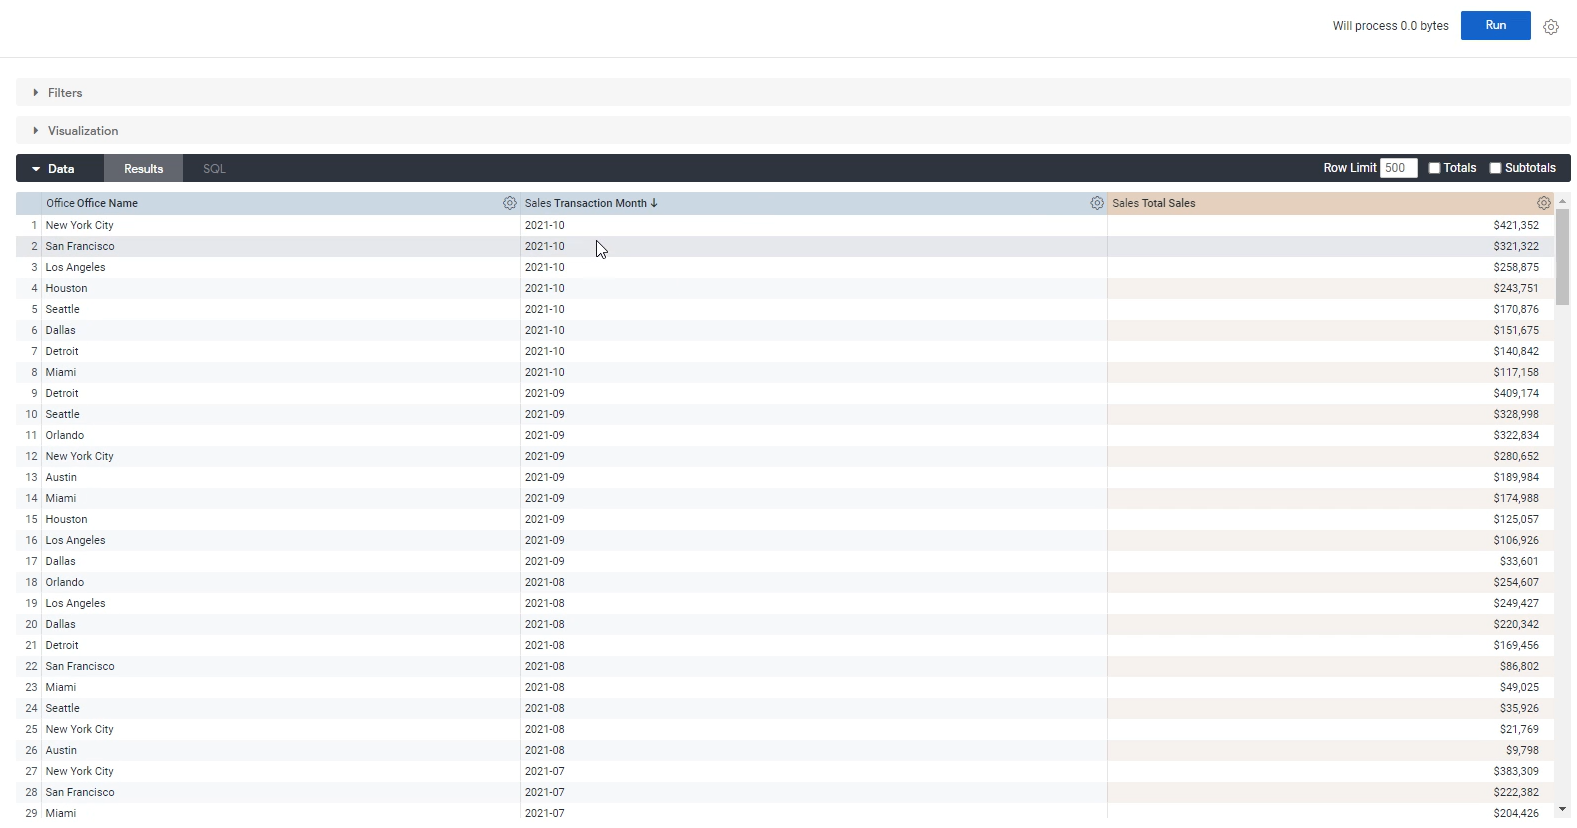 Will process 0.0 bytes Run
Filters
Visualization
Data Results SQL Row Limit 500 Totals Subtotals
Office Office Name Sales Transaction Month ↓ Sales Total Sales
1 New York City 2021-10 $421,352
2 San Francisco 2021-10 $321,322
3 Los Angeles 2021-10 $258,875
4 Houston 2021-10 $243,751
5 Seattle 2021-10 $170,876
6 Dallas 2021-10 $151,675
7 Detroit 2021-10 $140,842
8 Miami 2021-10 $117,158
9 Detroit 2021-09 $409,174
10 Seattle 2021-09 $328,998
11 Orlando 2021-09 $322,834
12 New York City 2021-09 $280,652
13 Austin 2021-09 $189,984
14 Miami 2021-09 $174,988
15 Houston 2021-09 $125,057
16 Los Angeles 2021-09 $106,926
17 Dallas 2021-09 $33,601
18 Orlando 2021-08 $254,607
19 Los Angeles 2021-08 $249,427
20 Dallas 2021-08 $220,342
21 Detroit 2021-08 $169,456
22 San Francisco 2021-08 $86,802
23 Miami 2021-08 $49,025
24 Seattle 2021-08 $35,926
25 New York City 2021-08 $21,769
26 Austin 2021-08 $9,798
27 New York City 2021-07 $383,309
28 San Francisco 2021-07 $222,382
29 Miami 2021-07 $204,426